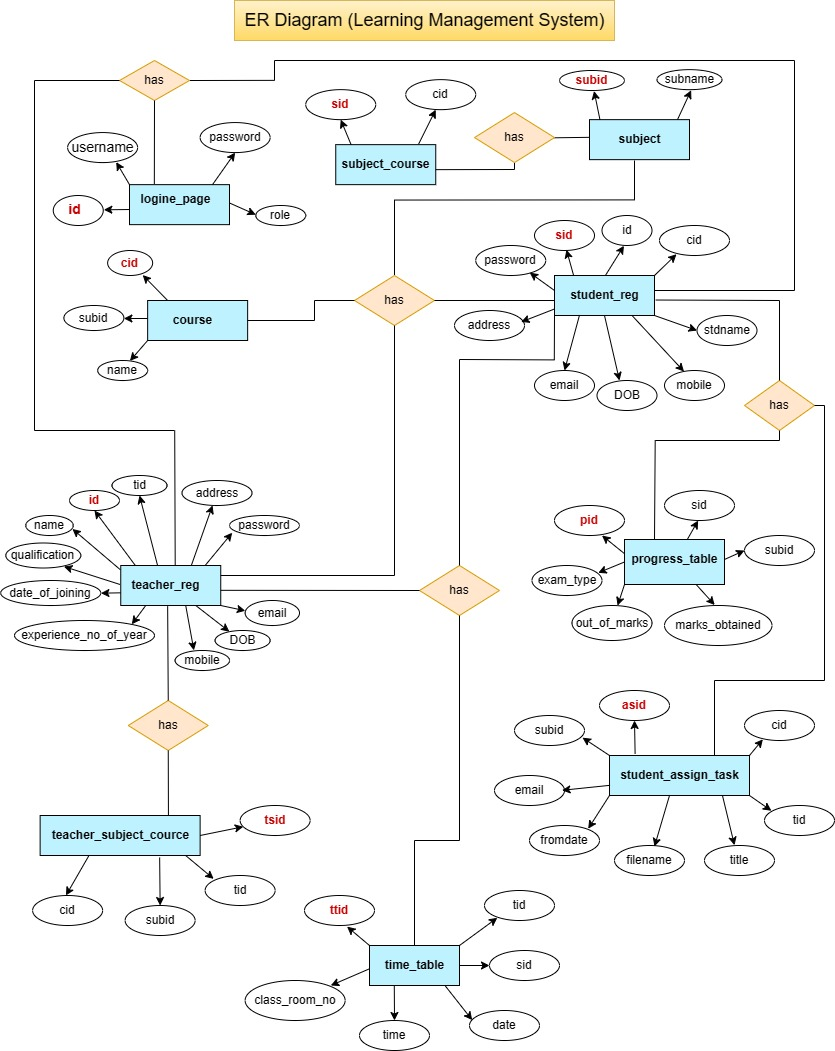 ER Diagram (Learning Management System)
has
username
password
id
logine_page
role
sid
cid
subject_course
has
subid
subname
subject
cid
subid
course
name
has
password
sid
id
cid
student_reg
address
stdname
email
DOB
mobile
has
id
tid
address
name
password
qualification
teacher_reg
date_of_joining
email
experience_no_of_year
DOB
mobile
has
pid
sid
progress_table
subid
exam_type
out_of_marks
marks_obtained
has
asid
subid
cid
student_assign_task
email
tid
fromdate
filename
title
teacher_subject_cource
tsid
cid
subid
tid
ttid
tid
time_table
sid
class_room_no
time
date